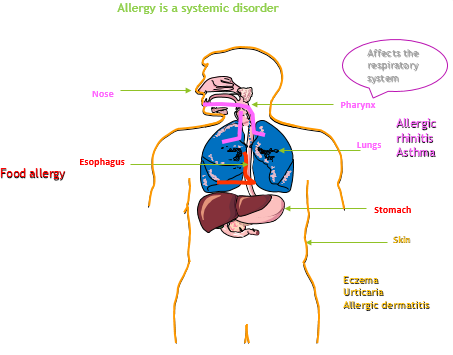 Allergy is a systemic disorder
Affects the
respiratory
system
Nose
Pharynx
Allergic
rhinitis
Asthma
Lungs
Esophagus
Food allergy
Stomach
Skin
Eczema
Urticaria
Allergic dermatitis